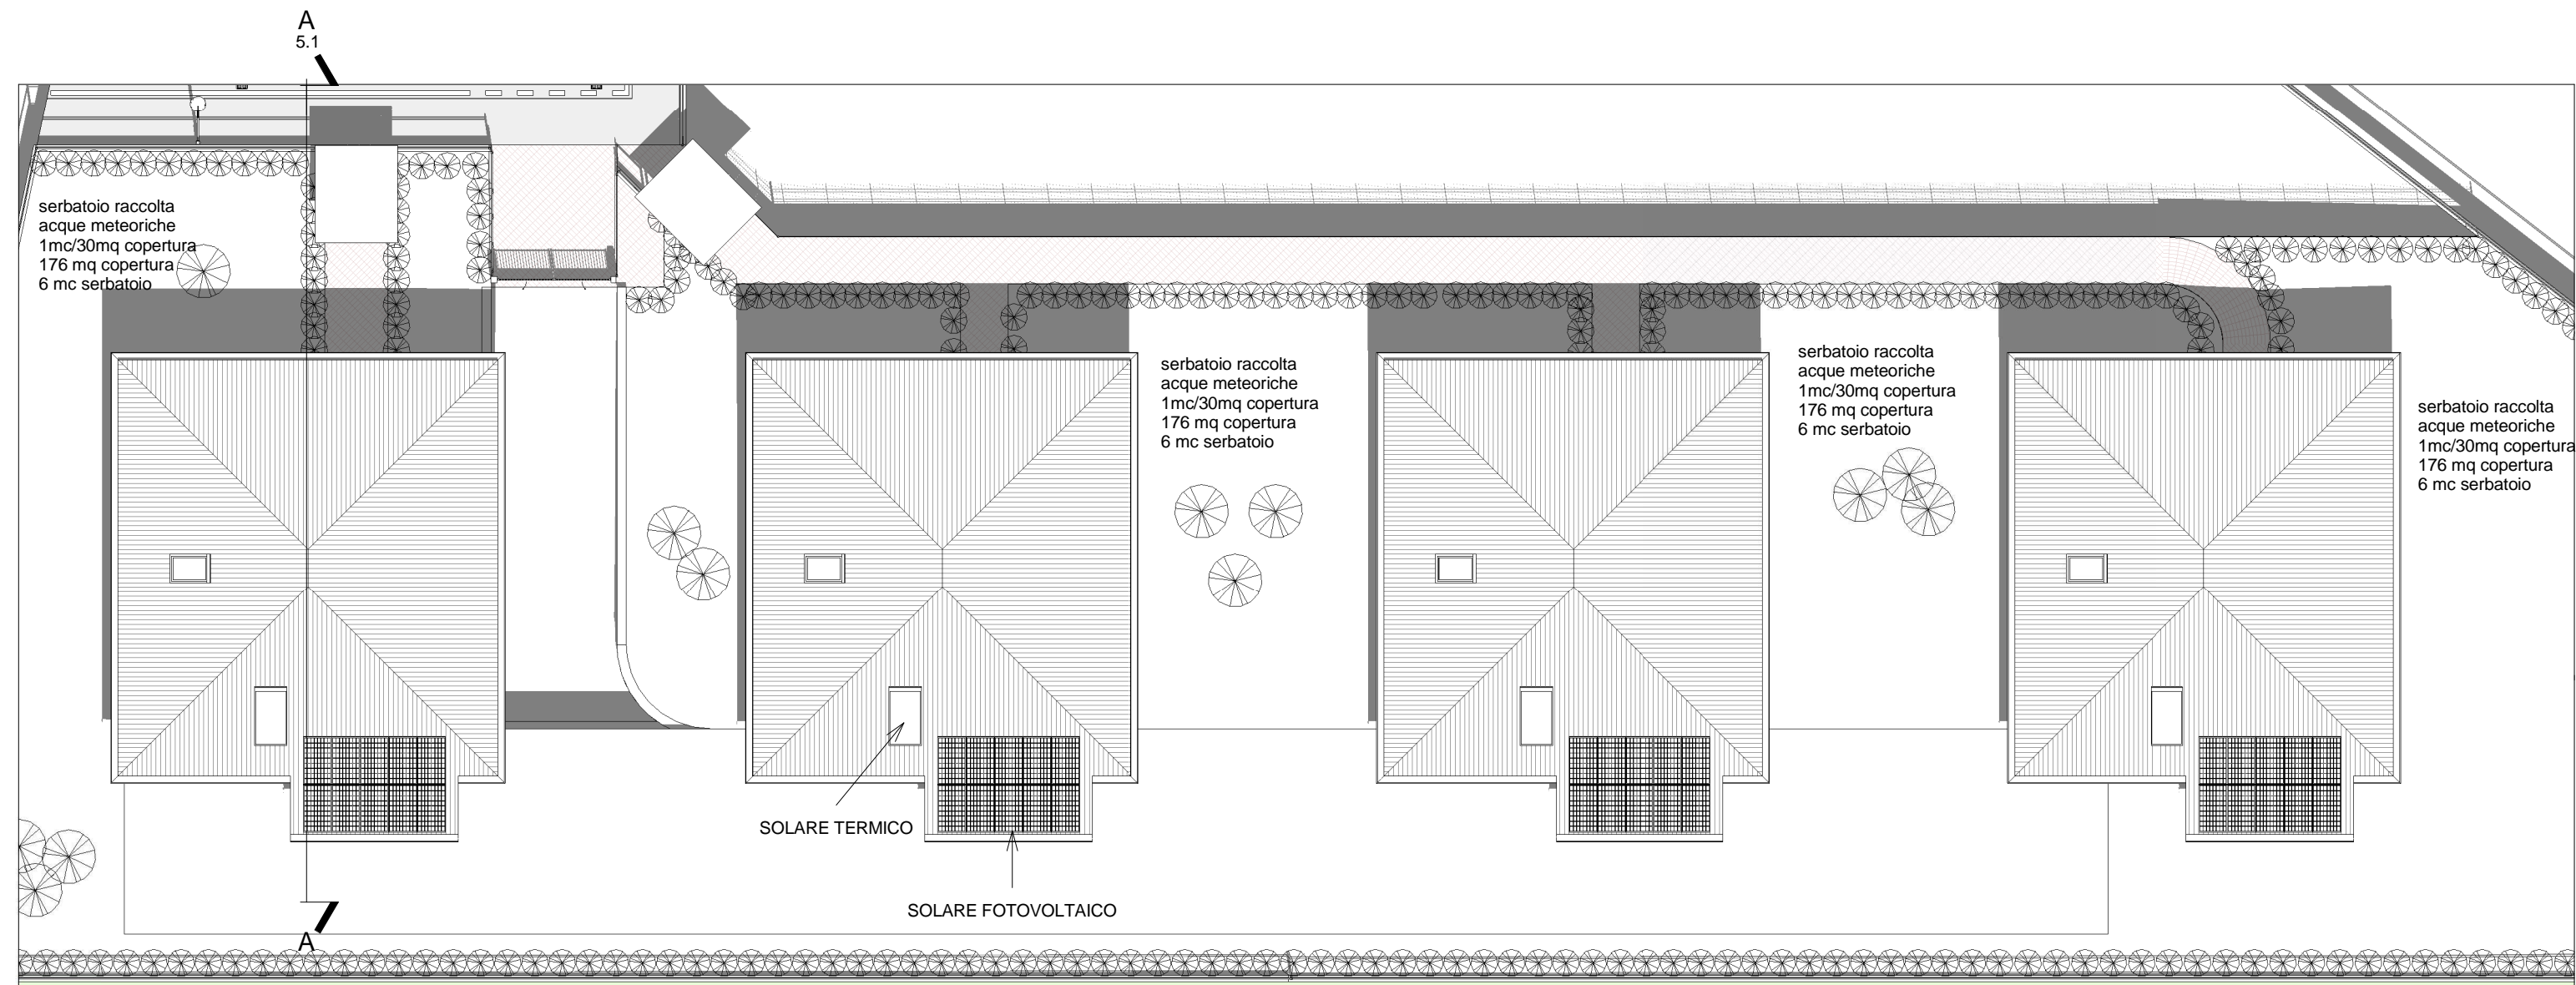 A
5.1
serbatoio raccolta
acque meteoriche
1mc/30mq copertura
176 mq copertura
6 mc serbatoio
serbatoio raccolta
acque meteoriche
1mc/30mq copertura
176 mq copertura
6 mc serbatoio
serbatoio raccolta
acque meteoriche
1mc/30mq copertura
176 mq copertura
6 mc serbatoio
serbatoio raccolta
acque meteoriche
1mc/30mq copertura
176 mq copertura
6 mc serbatoio
SOLARE TERMICO
SOLARE FOTOVOLTAICO
A